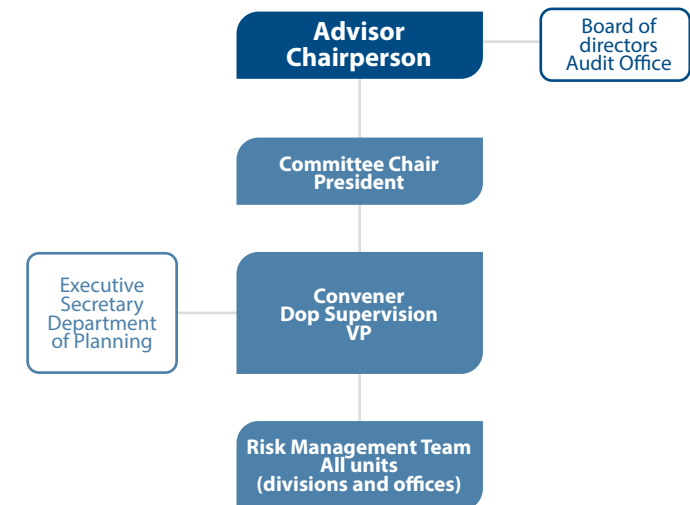 Advisor
Chairperson
Board of
directors
Audit Office
Committee Chair
President
Executive
Secretary
Department
of Planning
Convener
Dop Supervision
VP
Risk Management Team
All units
(divisions and offices)